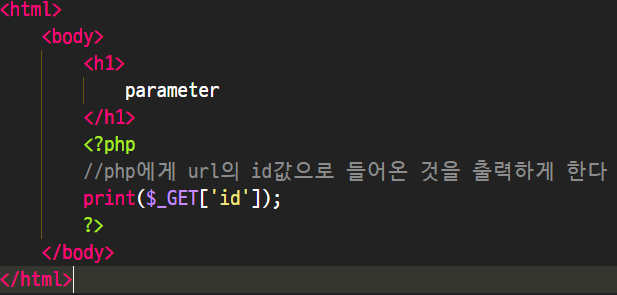 <html>
<body>
<h1>
parameter
</h1>
<?php
//php에게 url의 id값으로 들어온 것을 출력하게 한다
print($_GET['id']);
?>
</body>
</html>